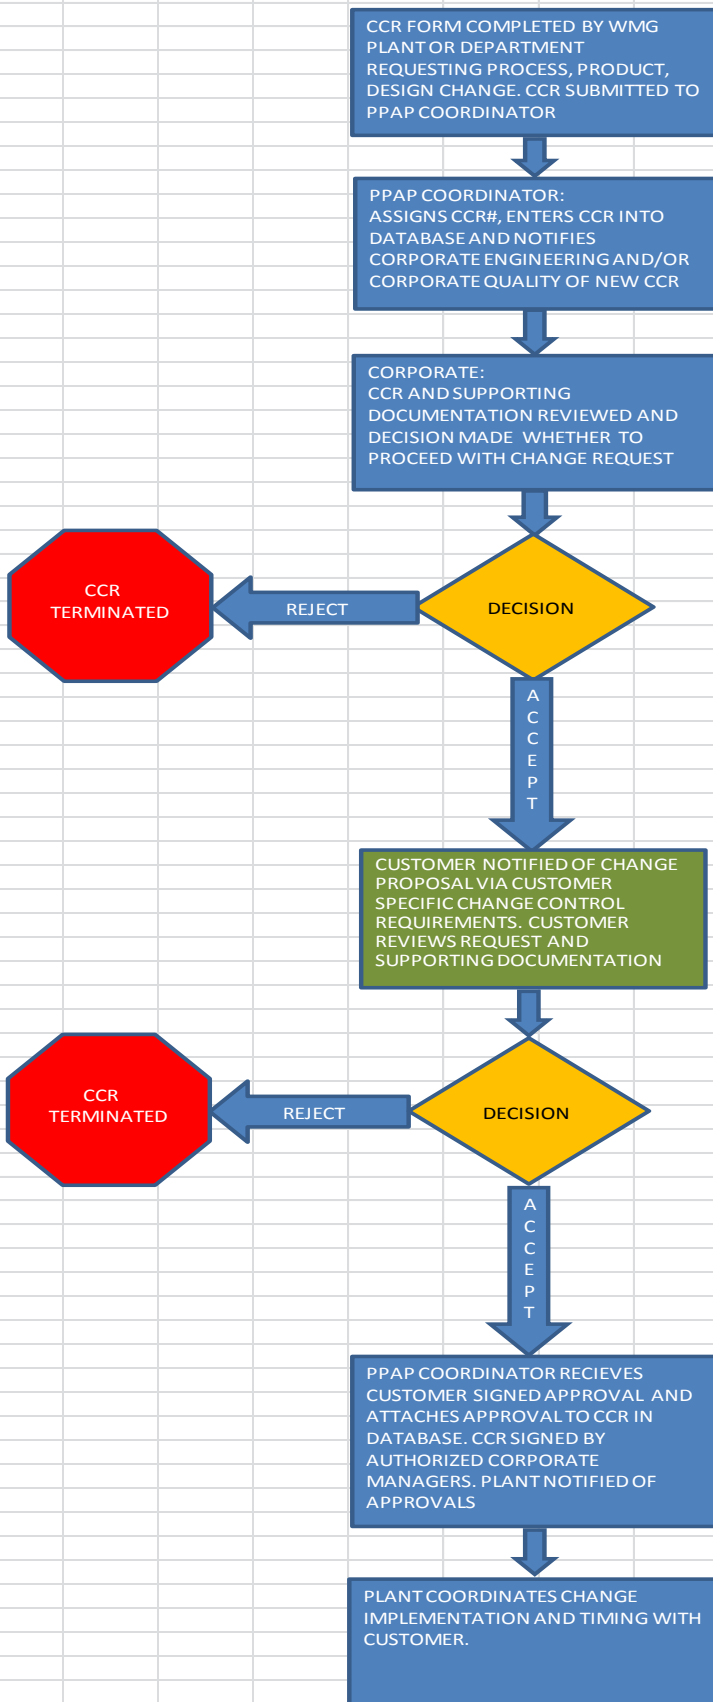 CCR FORM COMPLETED BY WMG
PLANT OR DEPARTMENT
REQUESTING PROCESS, PRODUCT,
DESIGN CHANGE. CCR SUBMITTED TO
PPAP COORDINATOR
PPAP COORDINATOR:
ASSIGNS CCR#, ENTERS CCR INTO
DATABASE AND NOTIFIES
CORPORATE ENGINEERING AND/OR
CORPORATE QUALITY OF NEW CCR
CORPORATE:
CCR AND SUPPORTING
DOCUMENTATION REVIEWED AND
DECISION MADE WHETHER TO
PROCEED WITH CHANGE REQUEST
CCR
TERMINATED
REJECT
DECISION
A
C
C
E
P
T
CUSTOMER NOTIFIED OF CHANGE
PROPOSAL VIA CUSTOMER
SPECIFIC CHANGE CONTROL
REQUIREMENTS. CUSTOMER
REVIEWS REQUEST AND
SUPPORTING DOCUMENTATION
CCR
TERMINATED
REJECT
DECISION
A
C
C
E
P
T
PPAP COORDINATOR RECIEVES
CUSTOMER SIGNED APPROVAL AND
ATTACHES APPROVAL TO CCR IN
DATABASE. CCR SIGNED BY
AUTHORIZED CORPORATE
MANAGERS. PLANT NOTIFIED OF
APPROVALS
PLANT COORDINATES CHANGE
IMPLEMENTATION AND TIMING WITH
CUSTOMER.